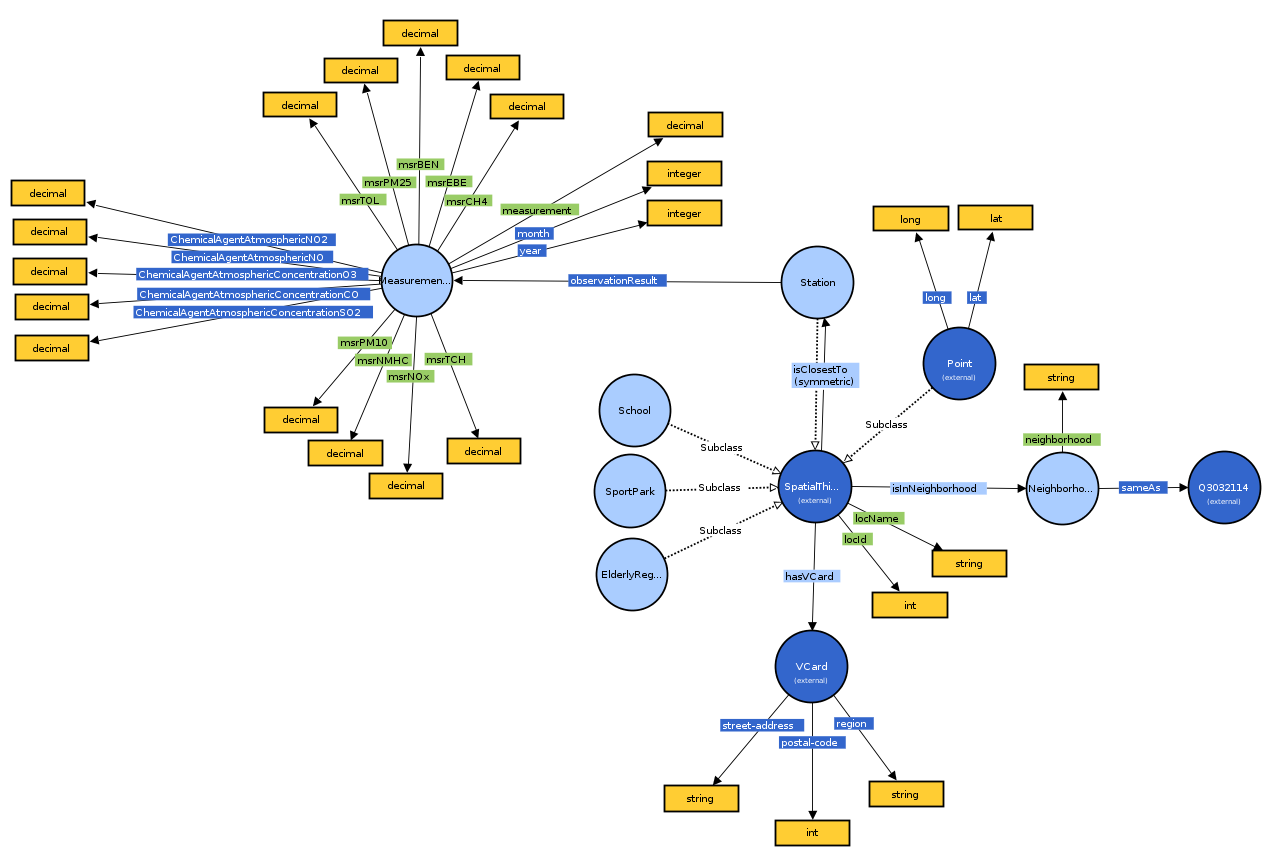 decimal
decimal
decimal
decimal
decimal
decimal
msrBEN
msrPM25
msrEBE
msrTOL
msrCH4
decimal
integer
integer
measurement
month
year
decimal
decimal
decimal
decimal
decimal
ChemicalAgentAtmosphericNO2
ChemicalAgentAtmosphericNO
ChemicalAgentAtmosphericConcentrationO3
ChemicalAgentAtmosphericConcentrationCO
ChemicalAgentAtmosphericConcentrationSO2
Measuremen...
observationResult
Station
msrPM10
msrNMHC
msrNOx
msrTCH
decimal
decimal
decimal
decimal
long
lat
long
lat
Point
(external)
isClosestTo
(symmetric)
Subclass
School
Subclass
SportPark
Subclass
ElderlyReg...
Subclass
SpatialThi...
(external)
isInNeighborhood
string
neighborhood
Neighborho...
sameAs
Q3032114
(external)
locName
locId
string
int
hasVCard
VCard
(external)
street-address
postal-code
region
string
int
string